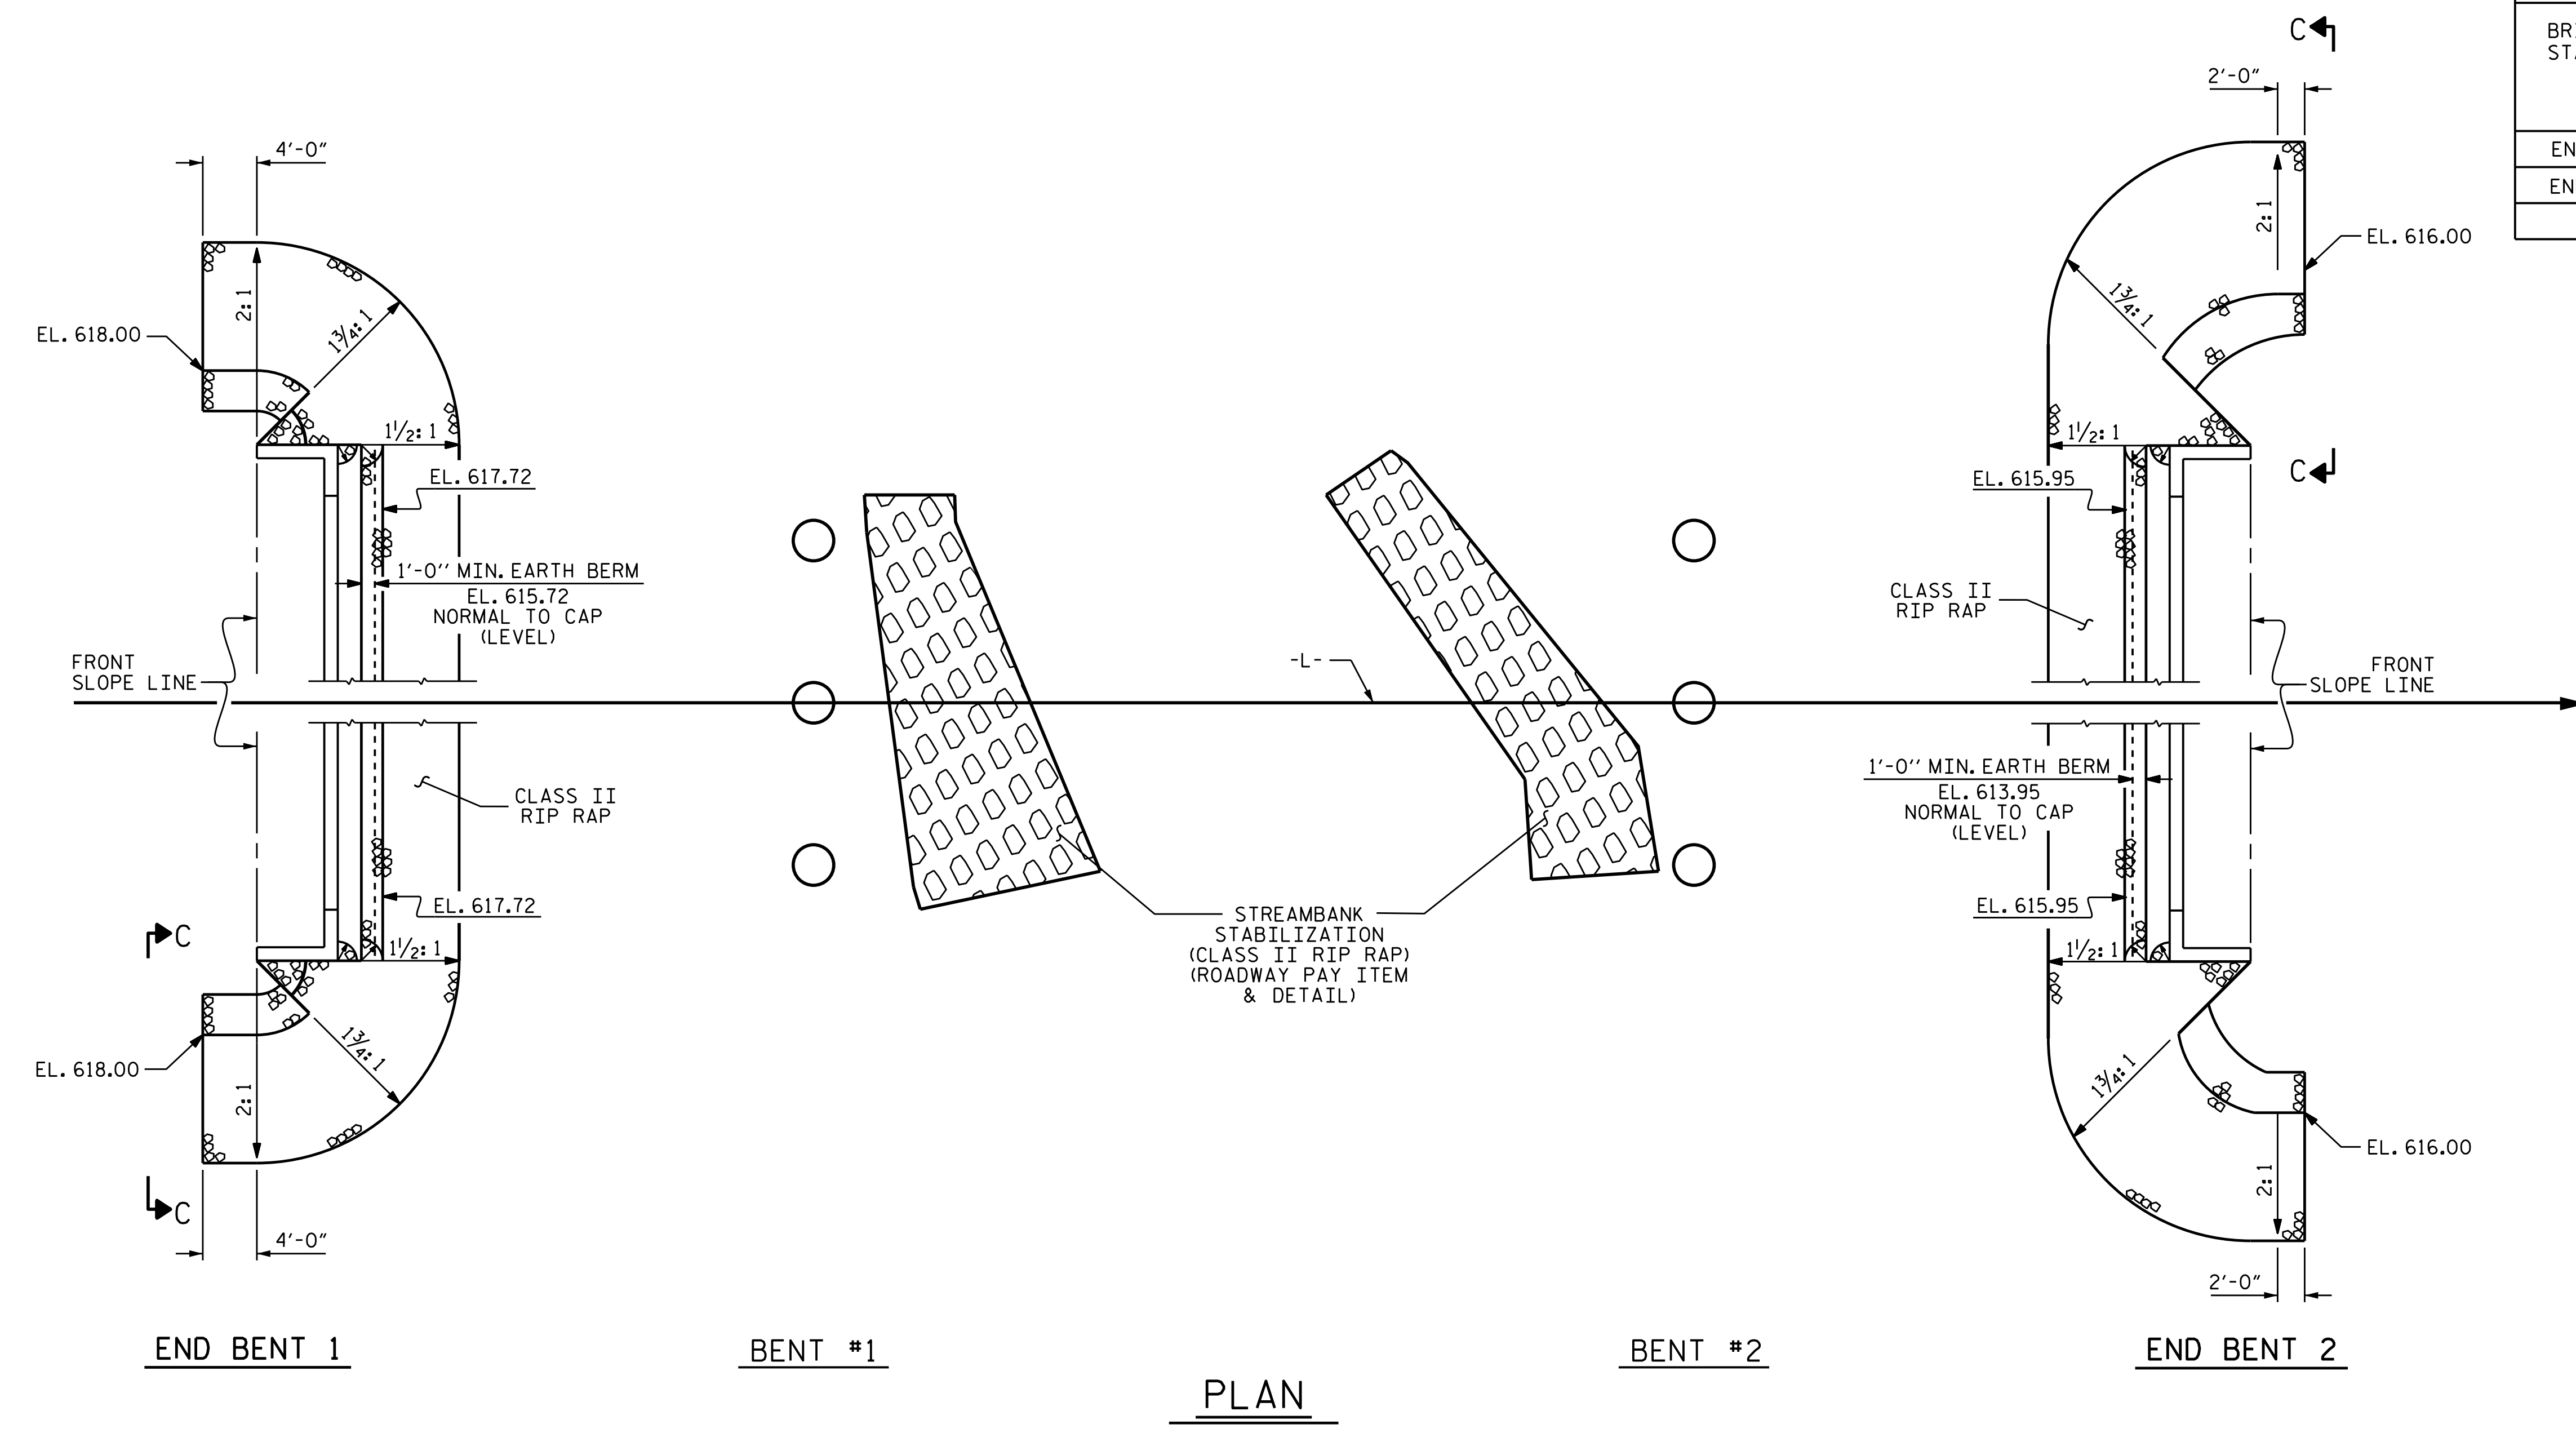 C
BR
ST
2'-0"
4'-0"
EN
EN
2:1
EL. 616.00
2:1
1¾:1
1¾:1
EL. 618.00
1½:1
1½:1
EL. 617.72
EL. 615.95
C
1'-0" MIN. EARTH BERM
EL. 615.72
NORMAL TO CAP
(LEVEL)
CLASS II
RIP RAP
-L-
FRONT
SLOPE LINE
FRONT
SLOPE LINE
1'-0" MIN. EARTH BERM
EL. 613.95
NORMAL TO CAP
(LEVEL)
CLASS II
RIP RAP
EL. 617.72
EL. 615.95
STREAMBANK
STABILIZATION
(CLASS II RIP RAP)
(ROADWAY PAY ITEM
& DETAIL)
C
1½:1
1½:1
1¾:1
1¾:1
EL. 618.00
2:1
2:1
EL. 616.00
C
4'-0"
2'-0"
END BENT 1
BENT #1
BENT #2
END BENT 2
PLAN